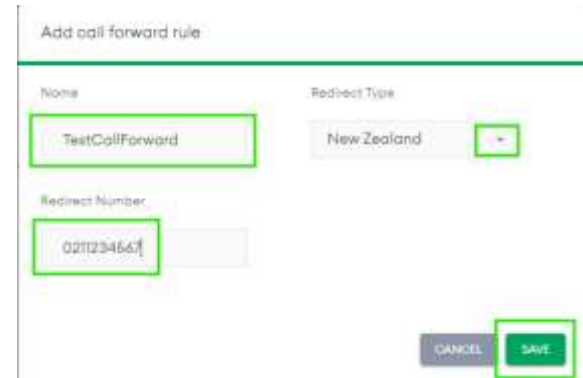 Add call forward rule
Name
Redirect Type
TestCallForward
New Zealand
Redirect Number
0211234567
CANCEL
SAVE